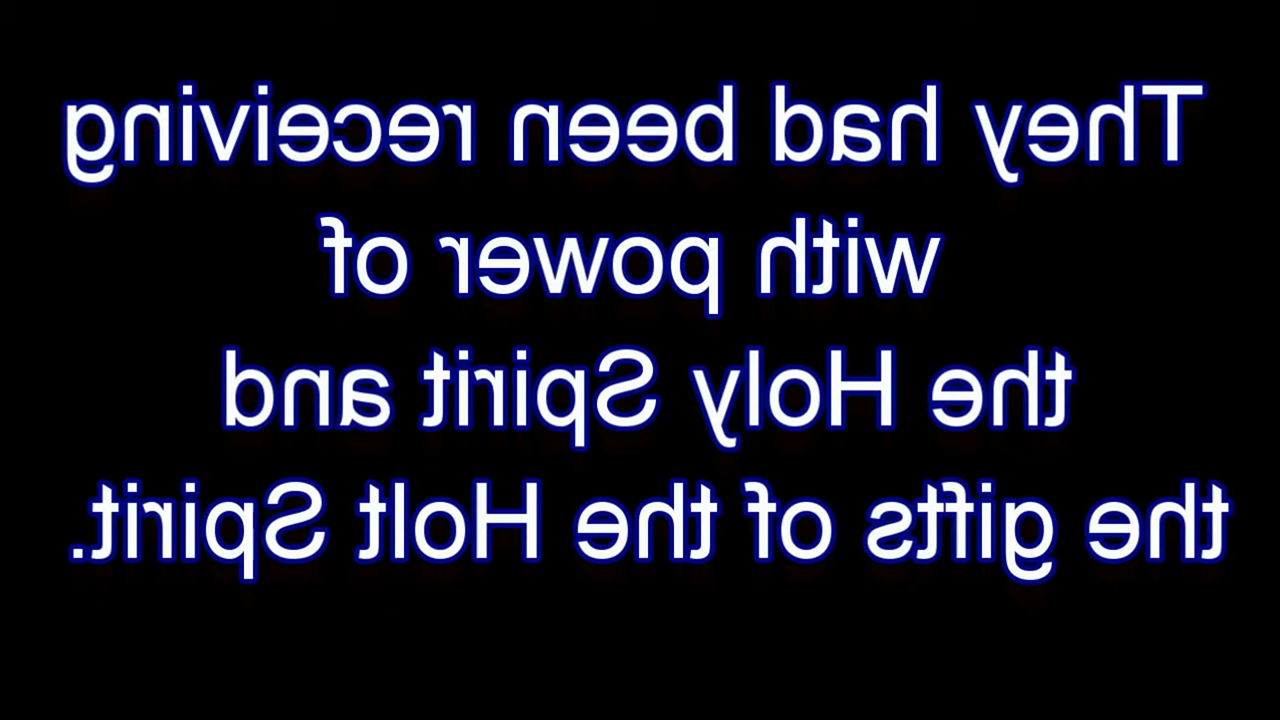 They had been receiving
with power of
the Holy Spirit and
the gifts of the Holt Spirit.